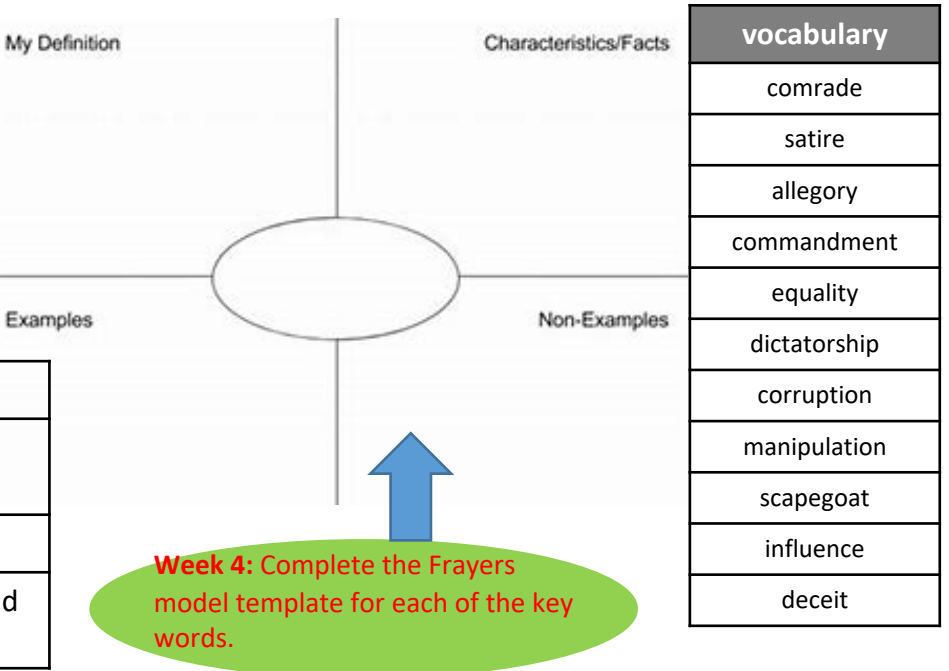 My Definition
Characteristics/Facts
Examples
Non-Examples
d
Week 4: Complete the Frayers
model template for each of the key
words.
vocabulary
comrade
satire
allegory
commandment
equality
dictatorship
corruption
manipulation
scapegoat
influence
deceit